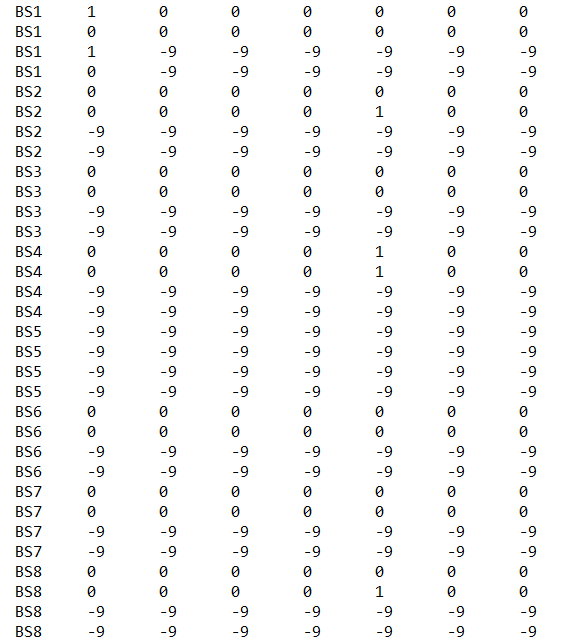 BS1 1 0 0 0 0 0 0
BS1 0 0 0 0 0 0 0
BS1 1 -9 -9 -9 -9 -9 -9
BS1 0 -9 -9 -9 -9 -9 -9
BS2 0 0 0 0 0 0 0
BS2 0 0 0 0 1 0 0
BS2 -9 -9 -9 -9 -9 -9 -9
BS2 -9 -9 -9 -9 -9 -9 -9
BS3 0 0 0 0 0 0 0
BS3 0 0 0 0 0 0 0
BS3 -9 -9 -9 -9 -9 -9 -9
BS3 -9 -9 -9 -9 -9 -9 -9
BS4 0 0 0 0 1 0 0
BS4 0 0 0 0 1 0 0
BS4 -9 -9 -9 -9 -9 -9 -9
BS4 -9 -9 -9 -9 -9 -9 -9
BS5 -9 -9 -9 -9 -9 -9 -9
BS5 -9 -9 -9 -9 -9 -9 -9
BS5 -9 -9 -9 -9 -9 -9 -9
BS5 -9 -9 -9 -9 -9 -9 -9
BS6 0 0 0 0 0 0 0
BS6 0 0 0 0 0 0 0
BS6 -9 -9 -9 -9 -9 -9 -9
BS6 -9 -9 -9 -9 -9 -9 -9
BS7 0 0 0 0 0 0 0
BS7 0 0 0 0 0 0 0
BS7 -9 -9 -9 -9 -9 -9 -9
BS7 -9 -9 -9 -9 -9 -9 -9
BS8 0 0 0 0 0 0 0
BS8 0 0 0 0 1 0 0
BS8 -9 -9 -9 -9 -9 -9 -9
BS8 -9 -9 -9 -9 -9 -9 -9